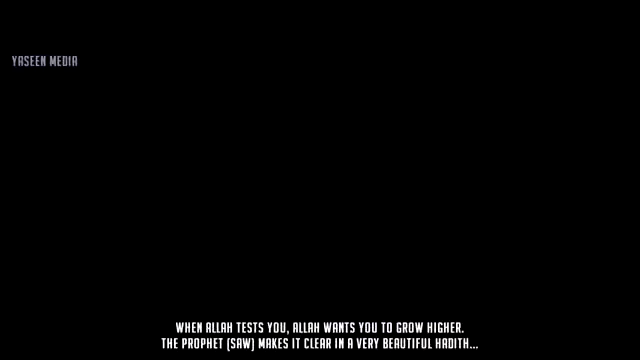 YASEEN MEDIA
WHEN ALLAH TESTS YOU, ALLAH WANTS YOU TO GROW HIGHER.
THE PROPHET (SAW) MAKES IT CLEAR IN A VERY BEAUTIFUL HADITH...